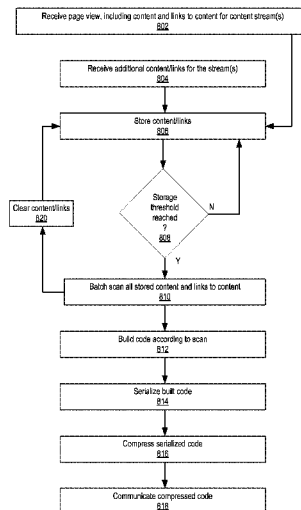 Receive page view, including content and links to content for content stream(s)
802
Receive additional content/links for the stream(s)
804
Store content/links
806
Storage
threshold
reached
?
808
N
Y
Clear content/links
820
Batch scan all stored content and links to content
810
Build code according to scan
812
Serialize built code
814
Compress serialized code
816
Communicate compressed code
818